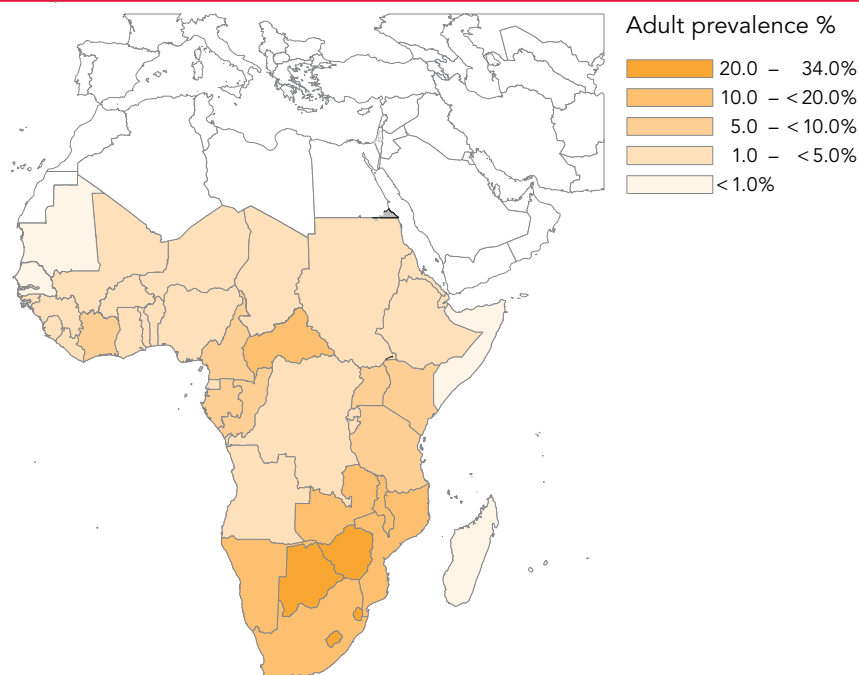 Adult prevalence %
20.0 – 34.0%
10.0 – <20.0%
5.0 – <10.0%
1.0 – <5.0%
<1.0%